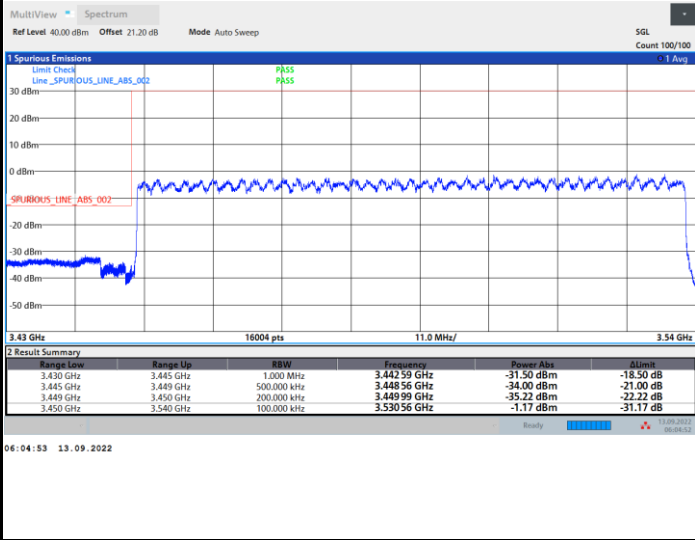 MultiView Spectrum
Ref Level 40.00 dBm Offset 21.20 dB Mode Auto Sweep SGL
Count 100/100
1 Spurious Emissions 1 Avg
Limit Check PASS
Line _SPURIOUS_LINE_ABS_002 PASS
30 dBm
20 dBm
10 dBm
0 dBm
_SPURIOUS_LINE_ABS_002
-20 dBm
-30 dBm
-40 dBm
-50 dBm
3.43 GHz 16004 pts 11.0 MHz/ 3.54 GHz
2 Result Summary
Range Low Range Up RBW Frequency Power Abs ΔLimit
3.430 GHz 3.445 GHz 1.000 MHz 3.442 59 GHz -31.50 dBm -18.50 dB
3.445 GHz 3.449 GHz 500.000 kHz 3.448 56 GHz -34.00 dBm -21.00 dB
3.449 GHz 3.450 GHz 200.000 kHz 3.449 99 GHz -35.22 dBm -22.22 dB
3.450 GHz 3.540 GHz 100.000 kHz 3.530 56 GHz -1.17 dBm -31.17 dB
Ready 13.09.2022
06:04:52
06:04:53 13.09.2022